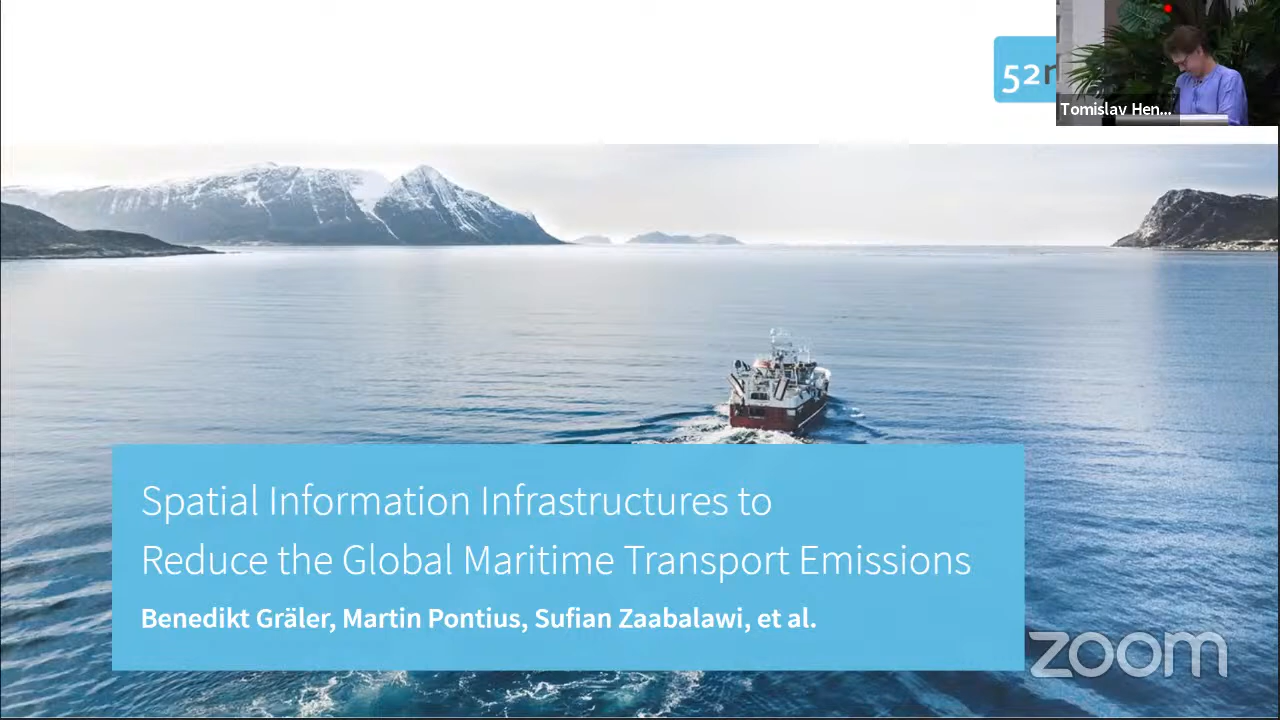 52n
Tomislav Hen...
Spatial Information Infrastructures to
Reduce the Global Maritime Transport Emissions
Benedikt Gräler, Martin Pontius, Sufian Zaabalawi, et al.
zoom